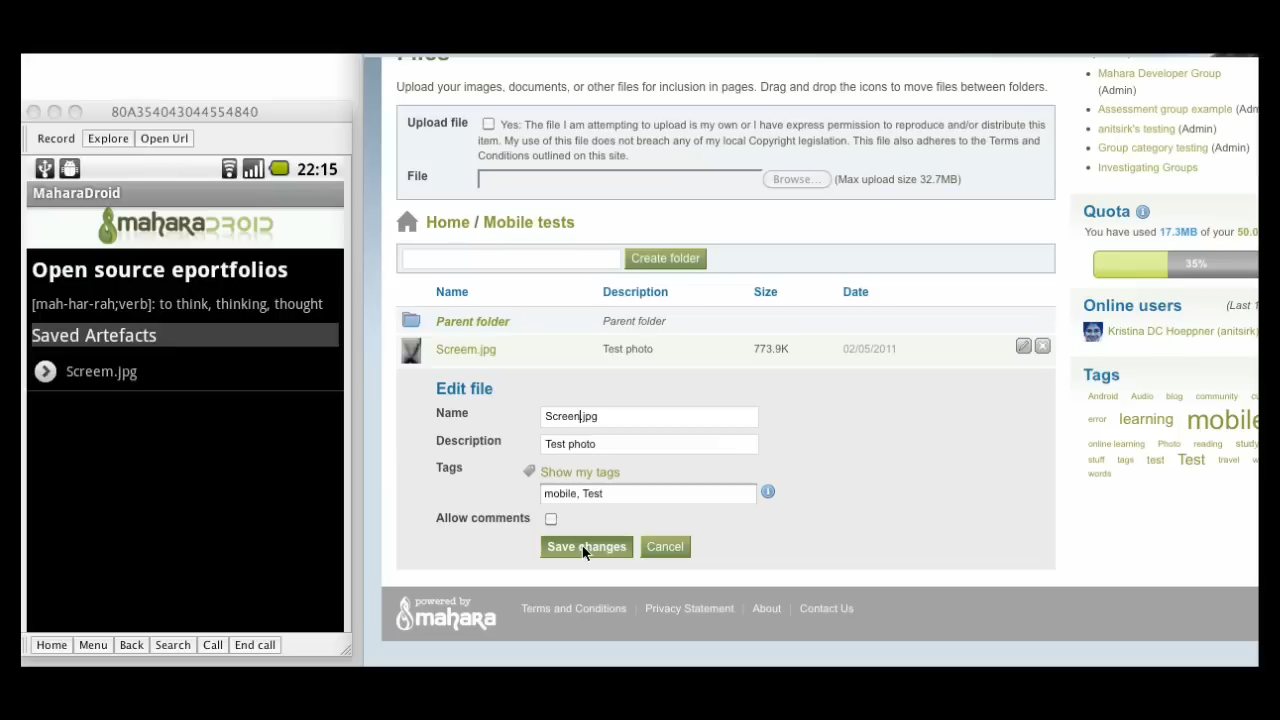 80A354043044554840
Record Explore Open Url
22:15
MaharaDroid
mahara DROID
Open source eportfolios
[mah-har-rah;verb]: to think, thinking, thought
Saved Artefacts
Screem.jpg
Home Menu Back Search Call End call
Files
Upload your images, documents, or other files for inclusion in pages. Drag and drop the icons to move files between folders.
Upload file
Yes: The file I am attempting to upload is my own or I have express permission to reproduce and/or distribute this
item. My use of this file does not breach any of my local Copyright legislation. This file also adheres to the Terms and
Conditions outlined on this site.
File Browse... (Max upload size 32.7MB)
Home / Mobile tests
Create folder
Name Description Size Date
Parent folder Parent folder
Screem.jpg Test photo 773.9K 02/05/2011
Edit file
Name Screen.jpg
Description Test photo
Tags Show my tags
mobile, Test
Allow comments
Save changes Cancel
powered by
mahara
Terms and Conditions | Privacy Statement | About | Contact Us
Mahara Developer Group
(Admin)
Assessment group example (Adm
anitsirk's testing (Admin)
Group category testing (Admin)
Investigating Groups
Quota
You have used 17.3MB of your 50.0
35%
Online users (Last 1
Kristina DC Hoeppner (anitsirk)
Tags
Android Audio blog community cu
error learning mobile
online learning Photo reading study
stuff tags test Test travel w
words